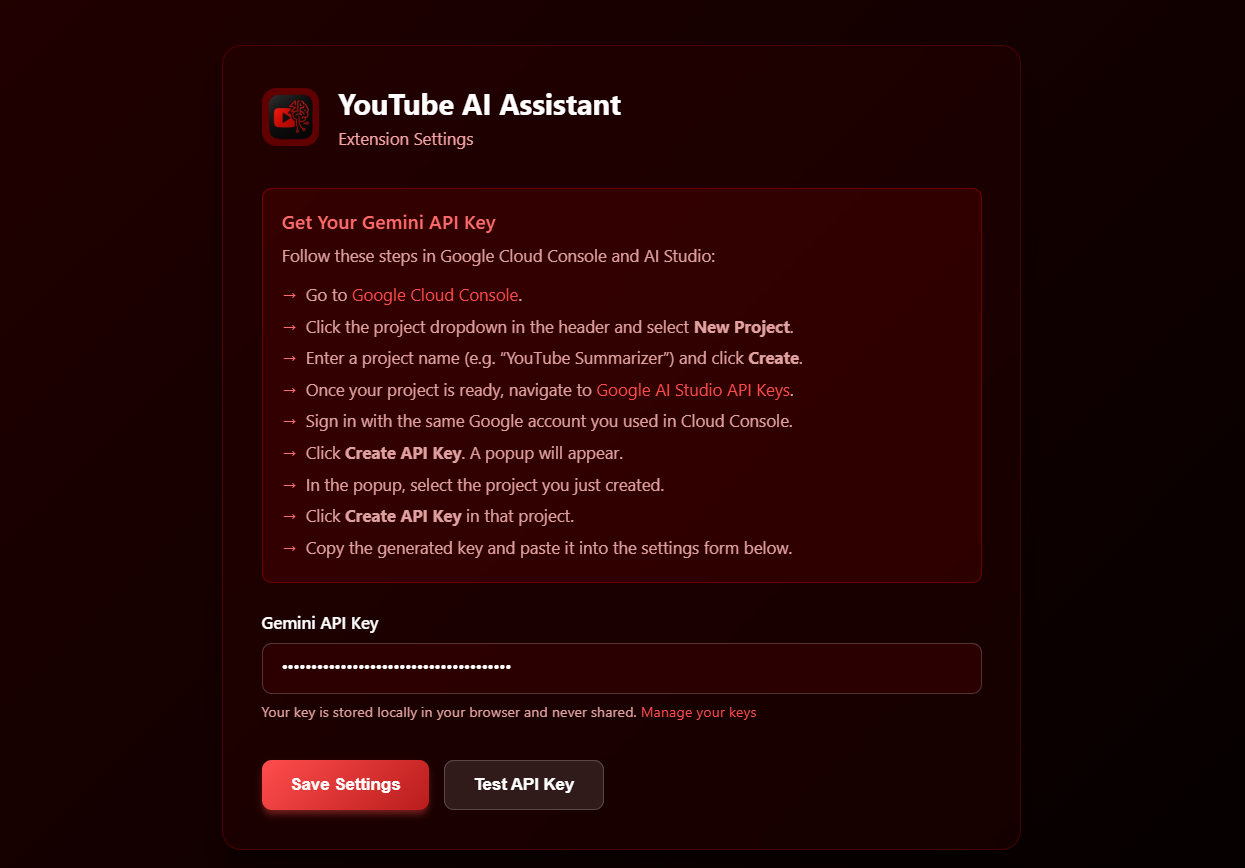 YouTube AI Assistant
Extension Settings
Get Your Gemini API Key
Follow these steps in Google Cloud Console and AI Studio:
→ Go to Google Cloud Console.
→ Click the project dropdown in the header and select New Project.
→ Enter a project name (e.g. “YouTube Summarizer”) and click Create.
→ Once your project is ready, navigate to Google AI Studio API Keys.
→ Sign in with the same Google account you used in Cloud Console.
→ Click Create API Key. A popup will appear.
→ In the popup, select the project you just created.
→ Click Create API Key in that project.
→ Copy the generated key and paste it into the settings form below.
Gemini API Key
•••••••••••••••••••••••••••••••••••••••
Your key is stored locally in your browser and never shared. Manage your keys
Save Settings
Test API Key